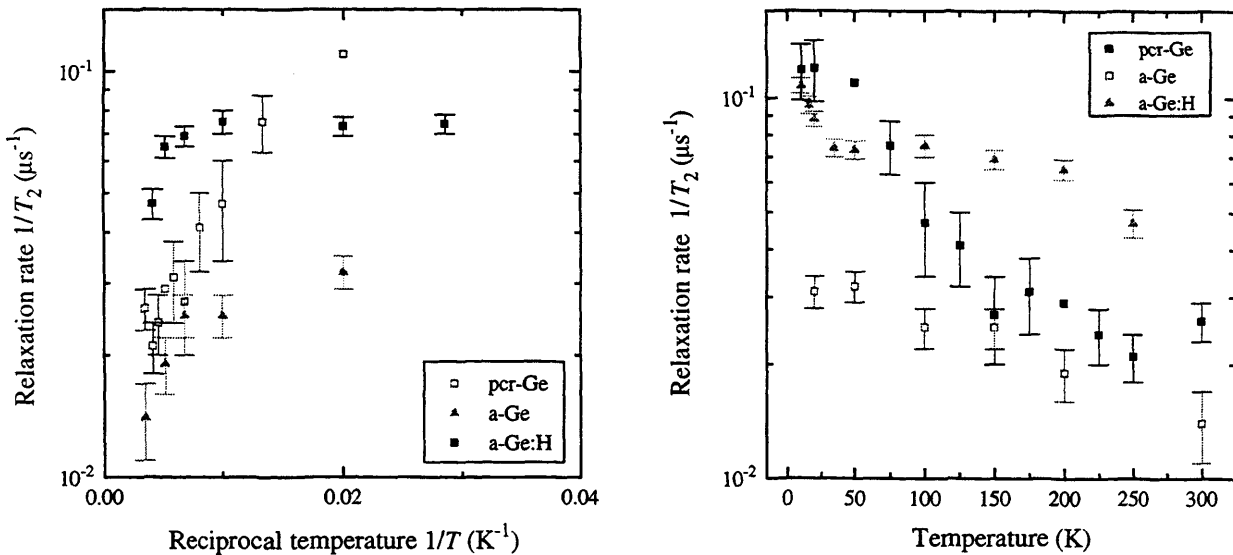 10⁻¹
10⁻²
0.00
0.02
0.04
Relaxation rate 1/T₂ (μs⁻¹)
Reciprocal temperature 1/T (K⁻¹)
pcr-Ge
a-Ge
a-Ge:H
10⁻¹
10⁻²
0
50
100
150
200
250
300
Relaxation rate 1/T₂ (μs⁻¹)
Temperature (K)
pcr-Ge
a-Ge
a-Ge:H